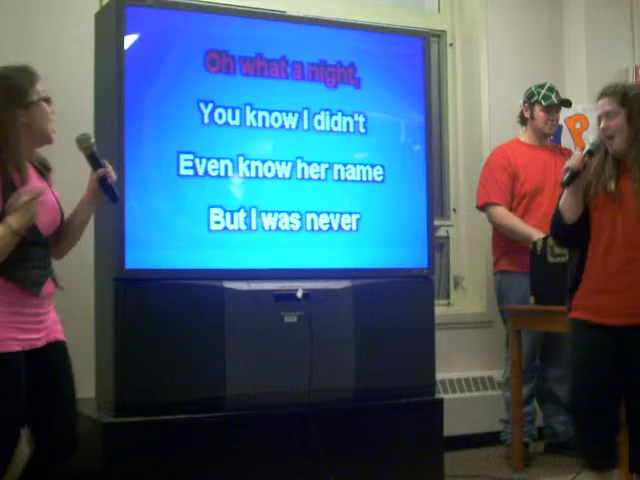 Oh what a night,
You know I didn't
Even know her name
But I was never
P